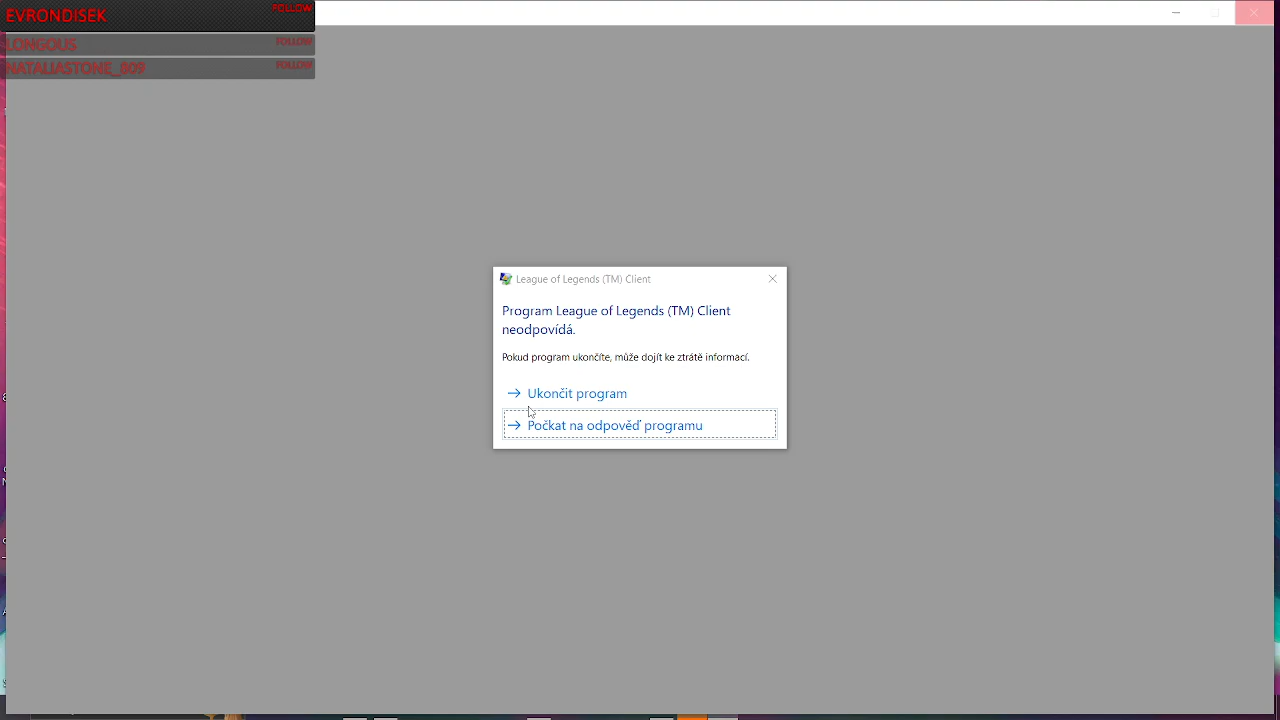 EVRONDISEK FOLLOW
LONGOUS FOLLOW
NATALIASTONE_809 FOLLOW
League of Legends (TM) Client
Program League of Legends (TM) Client
neodpovídá.
Pokud program ukončíte, může dojít ke ztrátě informací.
Ukončit program
Počkat na odpověď programu